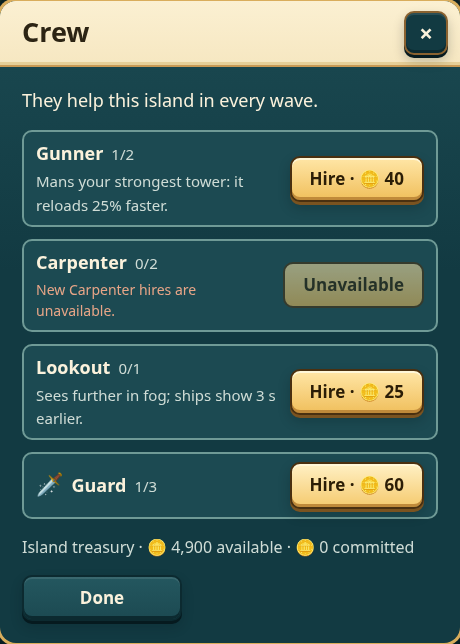 Crew
×
They help this island in every wave.
Gunner 1/2
Mans your strongest tower: it
reloads 25% faster.
Hire · 🪙 40
Carpenter 0/2
New Carpenter hires are
unavailable.
Unavailable
Lookout 0/1
Sees further in fog; ships show 3 s
earlier.
Hire · 🪙 25
🗡️ Guard 1/3
Hire · 🪙 60
Island treasury · 🪙 4,900 available · 🪙 0 committed
Done